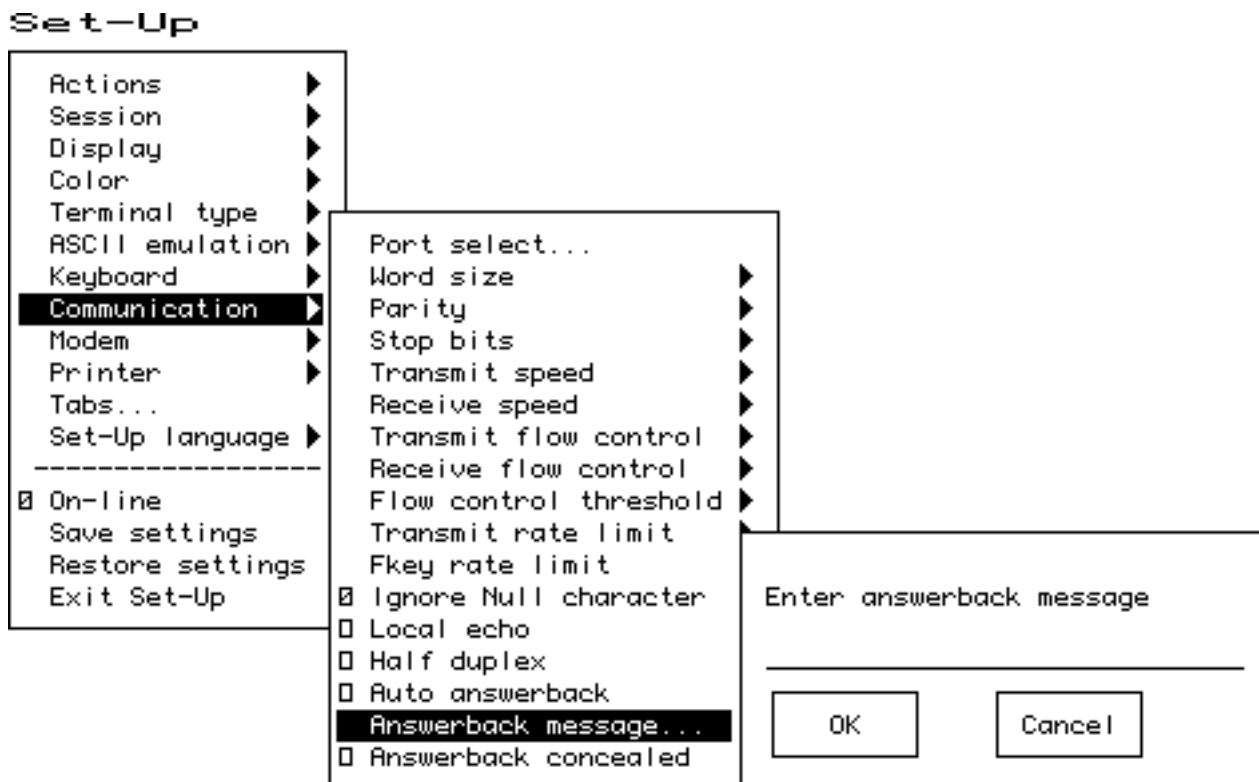 Set-Up
Actions
Session
Display
Color
Terminal type
ASCII emulation
Keyboard
Communication
Modem
Printer
Tabs...
Set-Up language
------------------
On-line
Save settings
Restore settings
Exit Set-Up
Port select...
Word size
Parity
Stop bits
Transmit speed
Receive speed
Transmit flow control
Receive flow control
Flow control threshold
Transmit rate limit
Fkey rate limit
Ignore Null character
Local echo
Half duplex
Auto answerback
Answerback message...
Answerback concealed
Enter answerback message
OK
Cancel